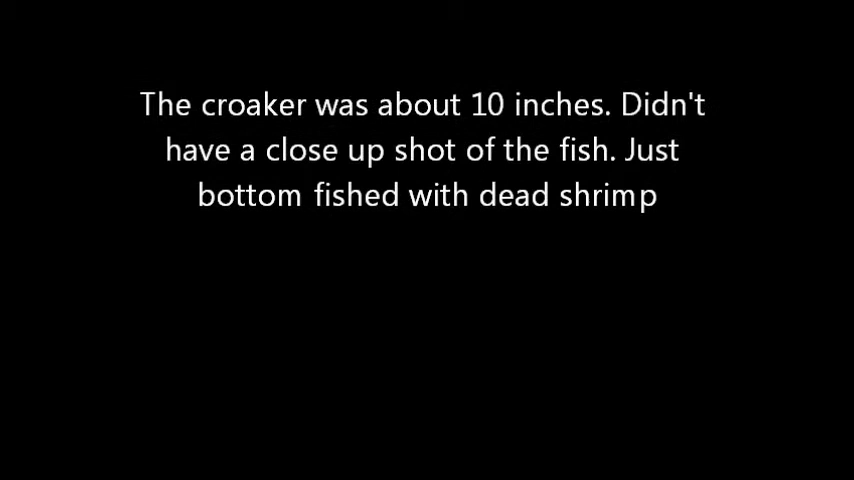 The croaker was about 10 inches. Didn't
have a close up shot of the fish. Just
bottom fished with dead shrimp